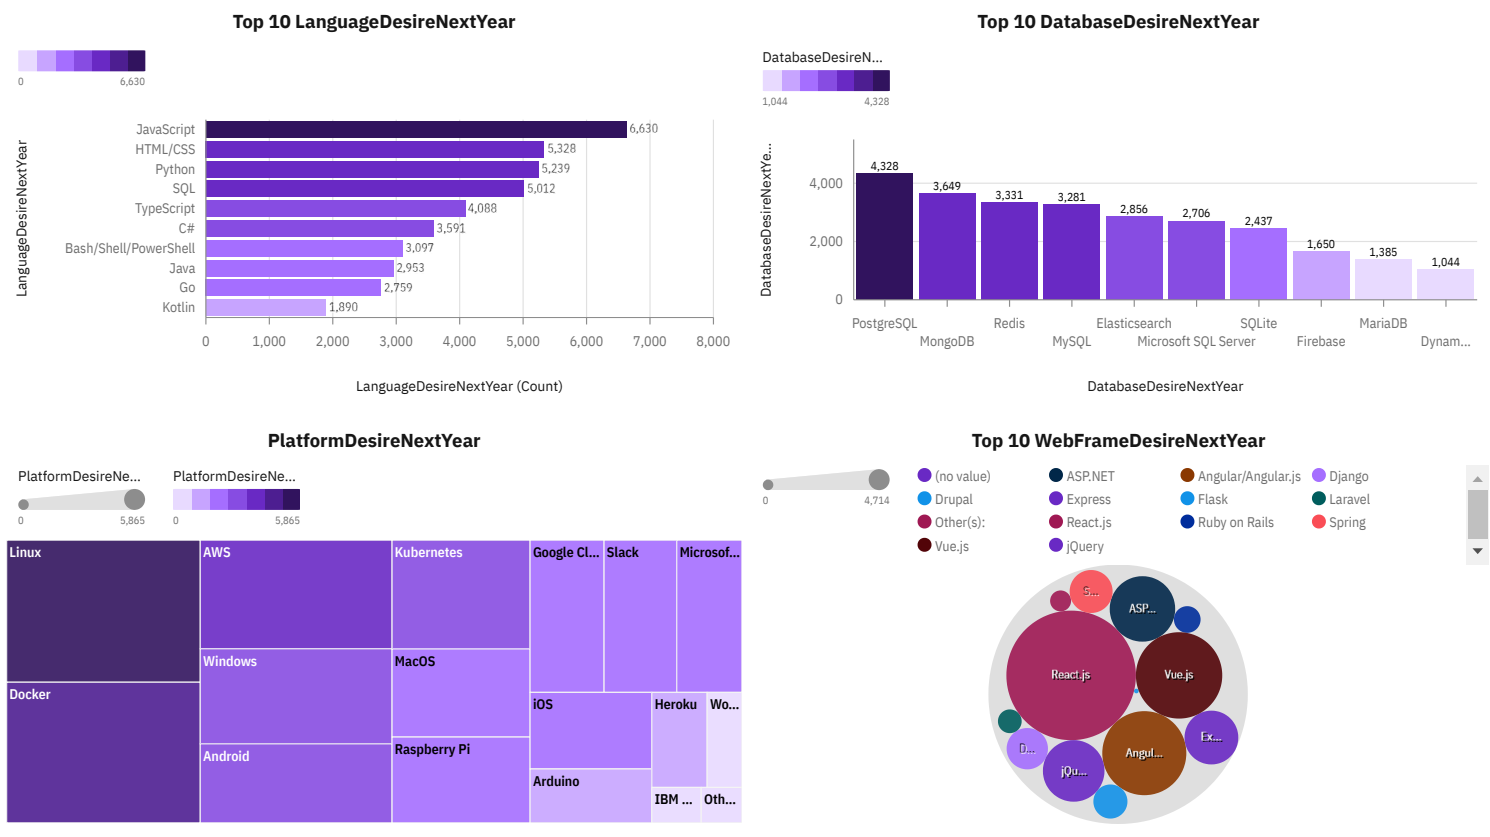 Top 10 LanguageDesireNextYear
0 6,630
LanguageDesireNextYear
JavaScript 6,630
HTML/CSS 5,328
Python 5,239
SQL 5,012
TypeScript 4,088
C# 3,591
Bash/Shell/PowerShell 3,097
Java 2,953
Go 2,759
Kotlin 1,890
0 1,000 2,000 3,000 4,000 5,000 6,000 7,000 8,000
LanguageDesireNextYear (Count)
Top 10 DatabaseDesireNextYear
DatabaseDesireN...
1,044 4,328
DatabaseDesireNextYe...
4,000
2,000
0
4,328 3,649 3,331 3,281 2,856 2,706 2,437 1,650 1,385 1,044
PostgreSQL Redis Elasticsearch SQLite MariaDB
MongoDB MySQL Microsoft SQL Server Firebase Dynam...
DatabaseDesireNextYear
PlatformDesireNextYear
PlatformDesireNe... PlatformDesireNe...
0 5,865 0 5,865
Linux AWS Kubernetes Google Cl... Slack Microsof...
Windows MacOS
Docker iOS Heroku Wo...
Android Raspberry Pi
Arduino IBM ... Oth...
Top 10 WebFrameDesireNextYear
0 4,714
(no value) ASP.NET Angular/Angular.js Django
Drupal Express Flask Laravel
Other(s): React.js Ruby on Rails Spring
Vue.js jQuery
S... ASP...
React.js Vue.js
D... jQu... Angul... Ex...